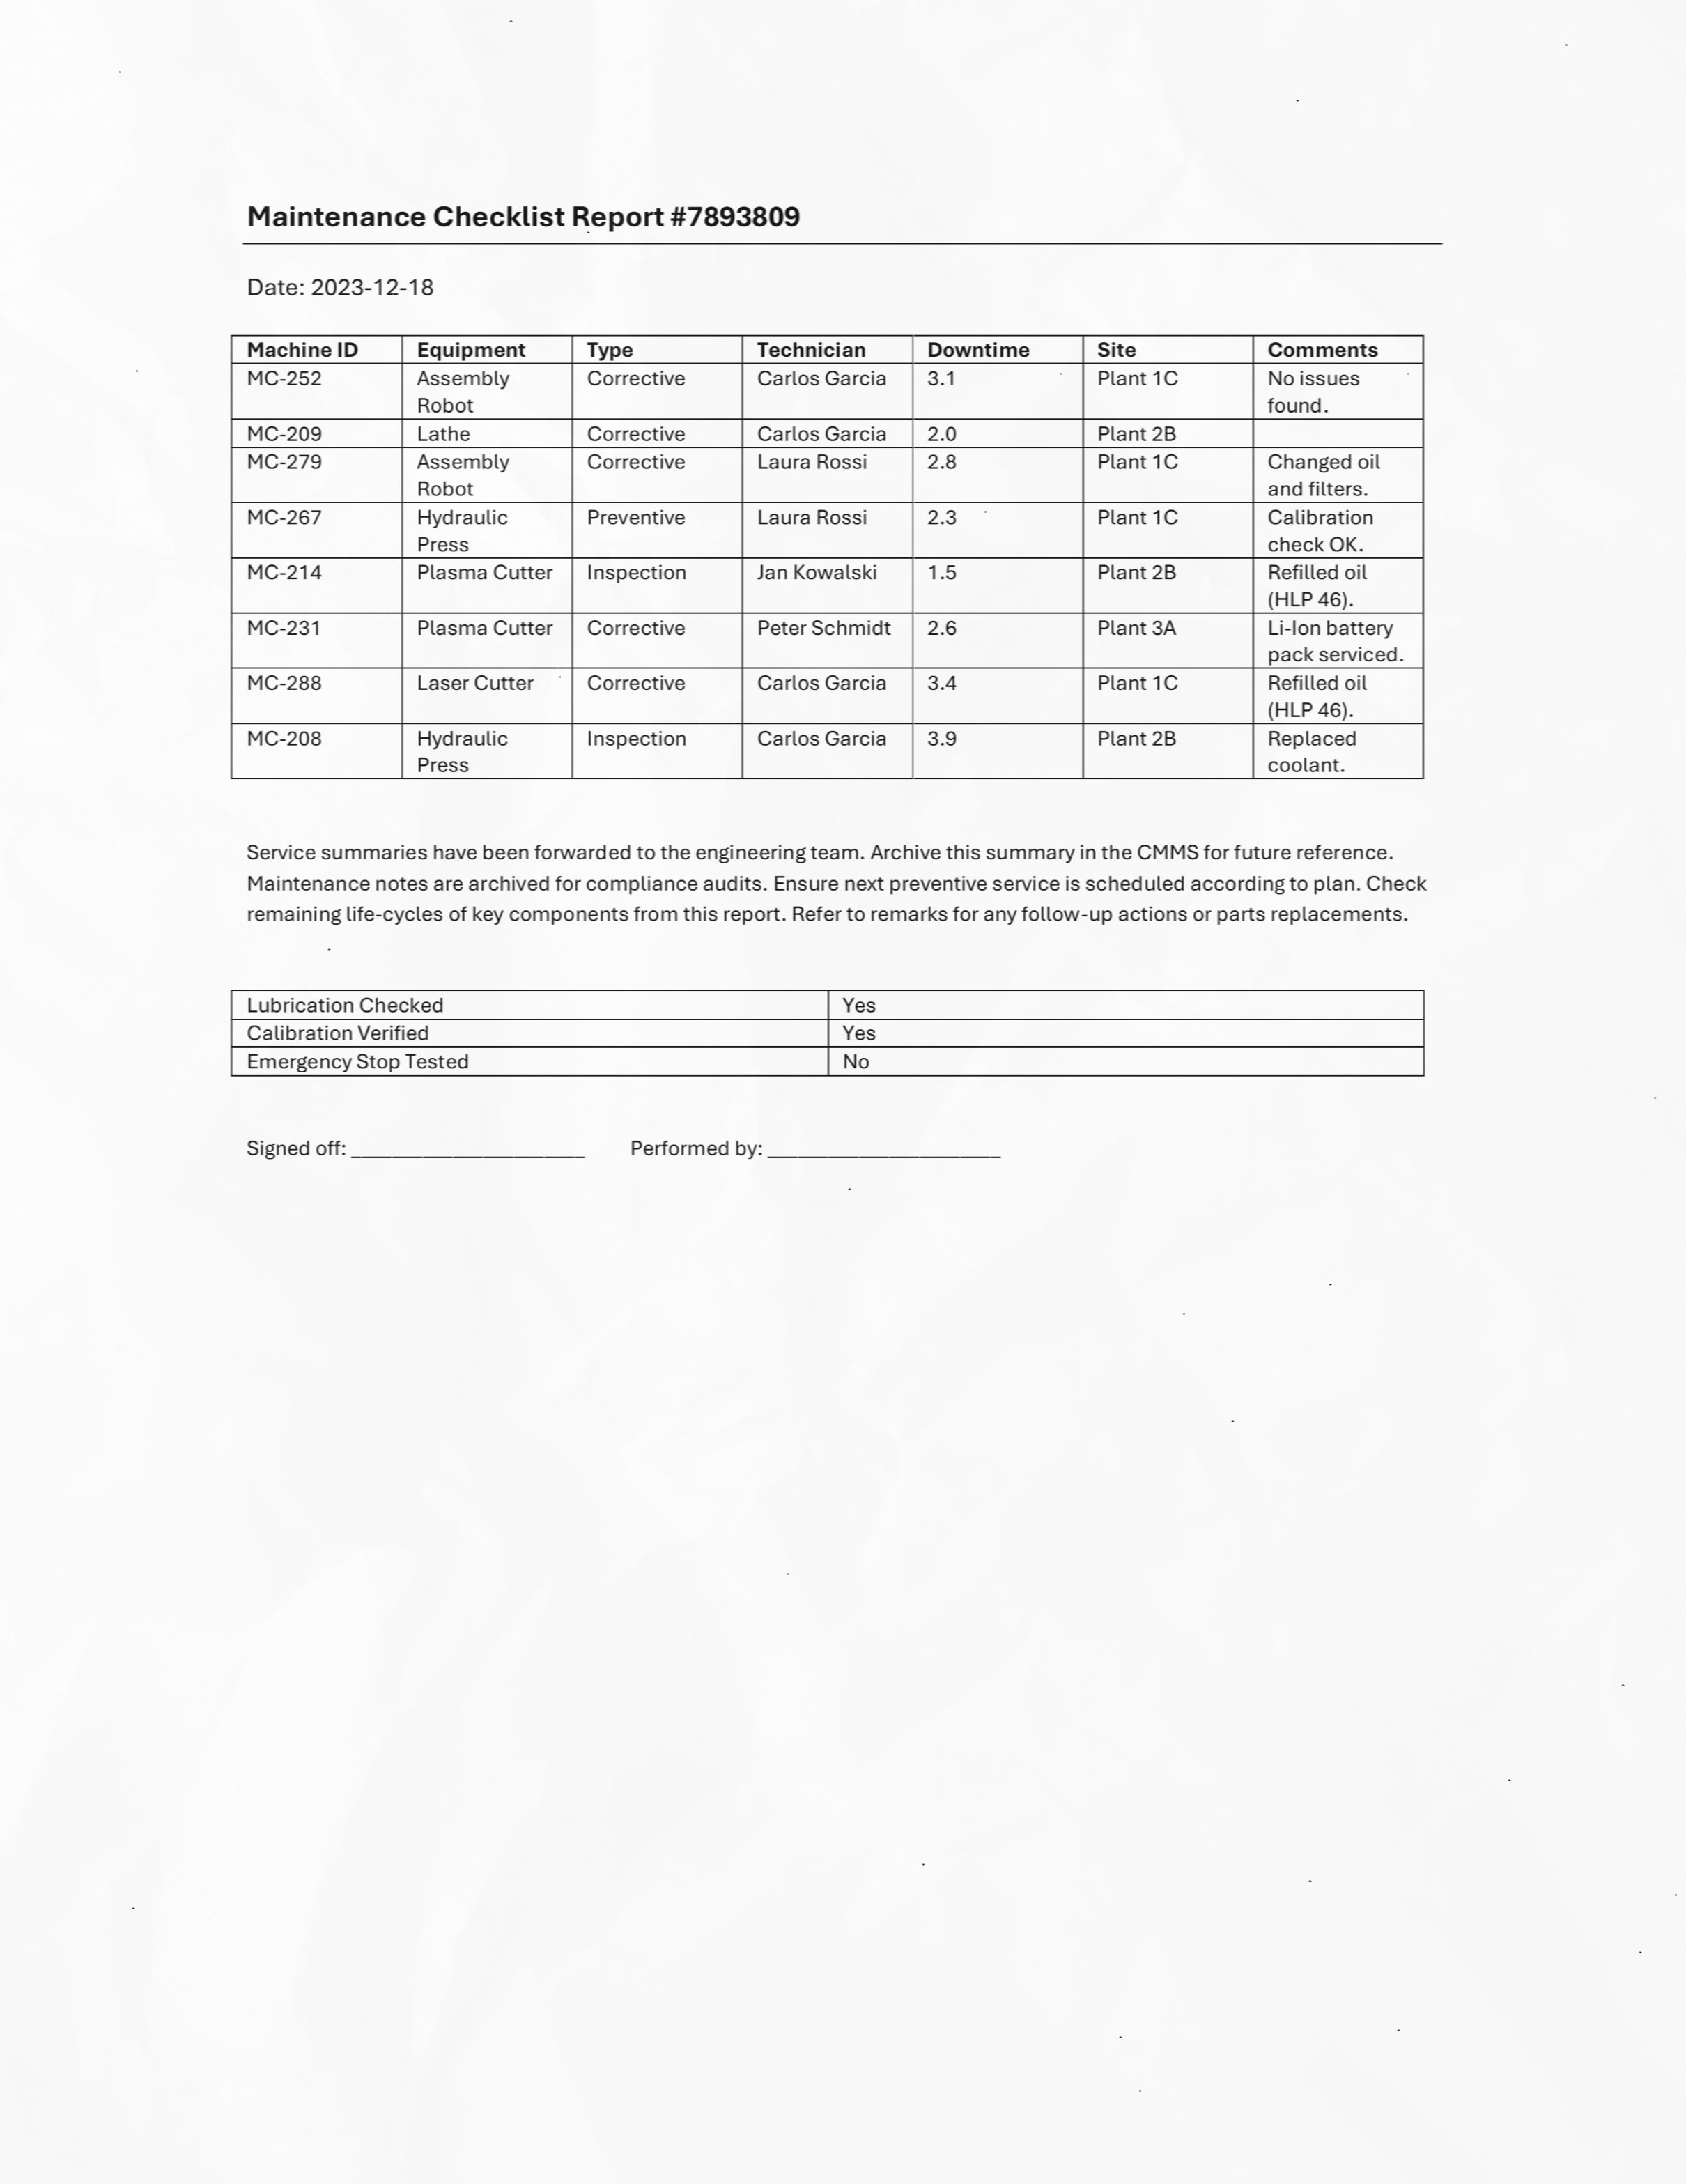 Maintenance Checklist Report #7893809
Date: 2023-12-18
Machine ID Equipment Type Technician Downtime Site Comments
MC-252 Assembly Robot Corrective Carlos Garcia 3.1 Plant 1C No issues found.
MC-209 Lathe Corrective Carlos Garcia 2.0 Plant 2B
MC-279 Assembly Robot Corrective Laura Rossi 2.8 Plant 1C Changed oil and filters.
MC-267 Hydraulic Press Preventive Laura Rossi 2.3 Plant 1C Calibration check OK.
MC-214 Plasma Cutter Inspection Jan Kowalski 1.5 Plant 2B Refilled oil (HLP 46).
MC-231 Plasma Cutter Corrective Peter Schmidt 2.6 Plant 3A Li-Ion battery pack serviced.
MC-288 Laser Cutter Corrective Carlos Garcia 3.4 Plant 1C Refilled oil (HLP 46).
MC-208 Hydraulic Press Inspection Carlos Garcia 3.9 Plant 2B Replaced coolant.
Service summaries have been forwarded to the engineering team. Archive this summary in the CMMS for future reference.
Maintenance notes are archived for compliance audits. Ensure next preventive service is scheduled according to plan. Check
remaining life-cycles of key components from this report. Refer to remarks for any follow-up actions or parts replacements.
Lubrication Checked Yes
Calibration Verified Yes
Emergency Stop Tested No
Signed off: ______________________ Performed by: ______________________